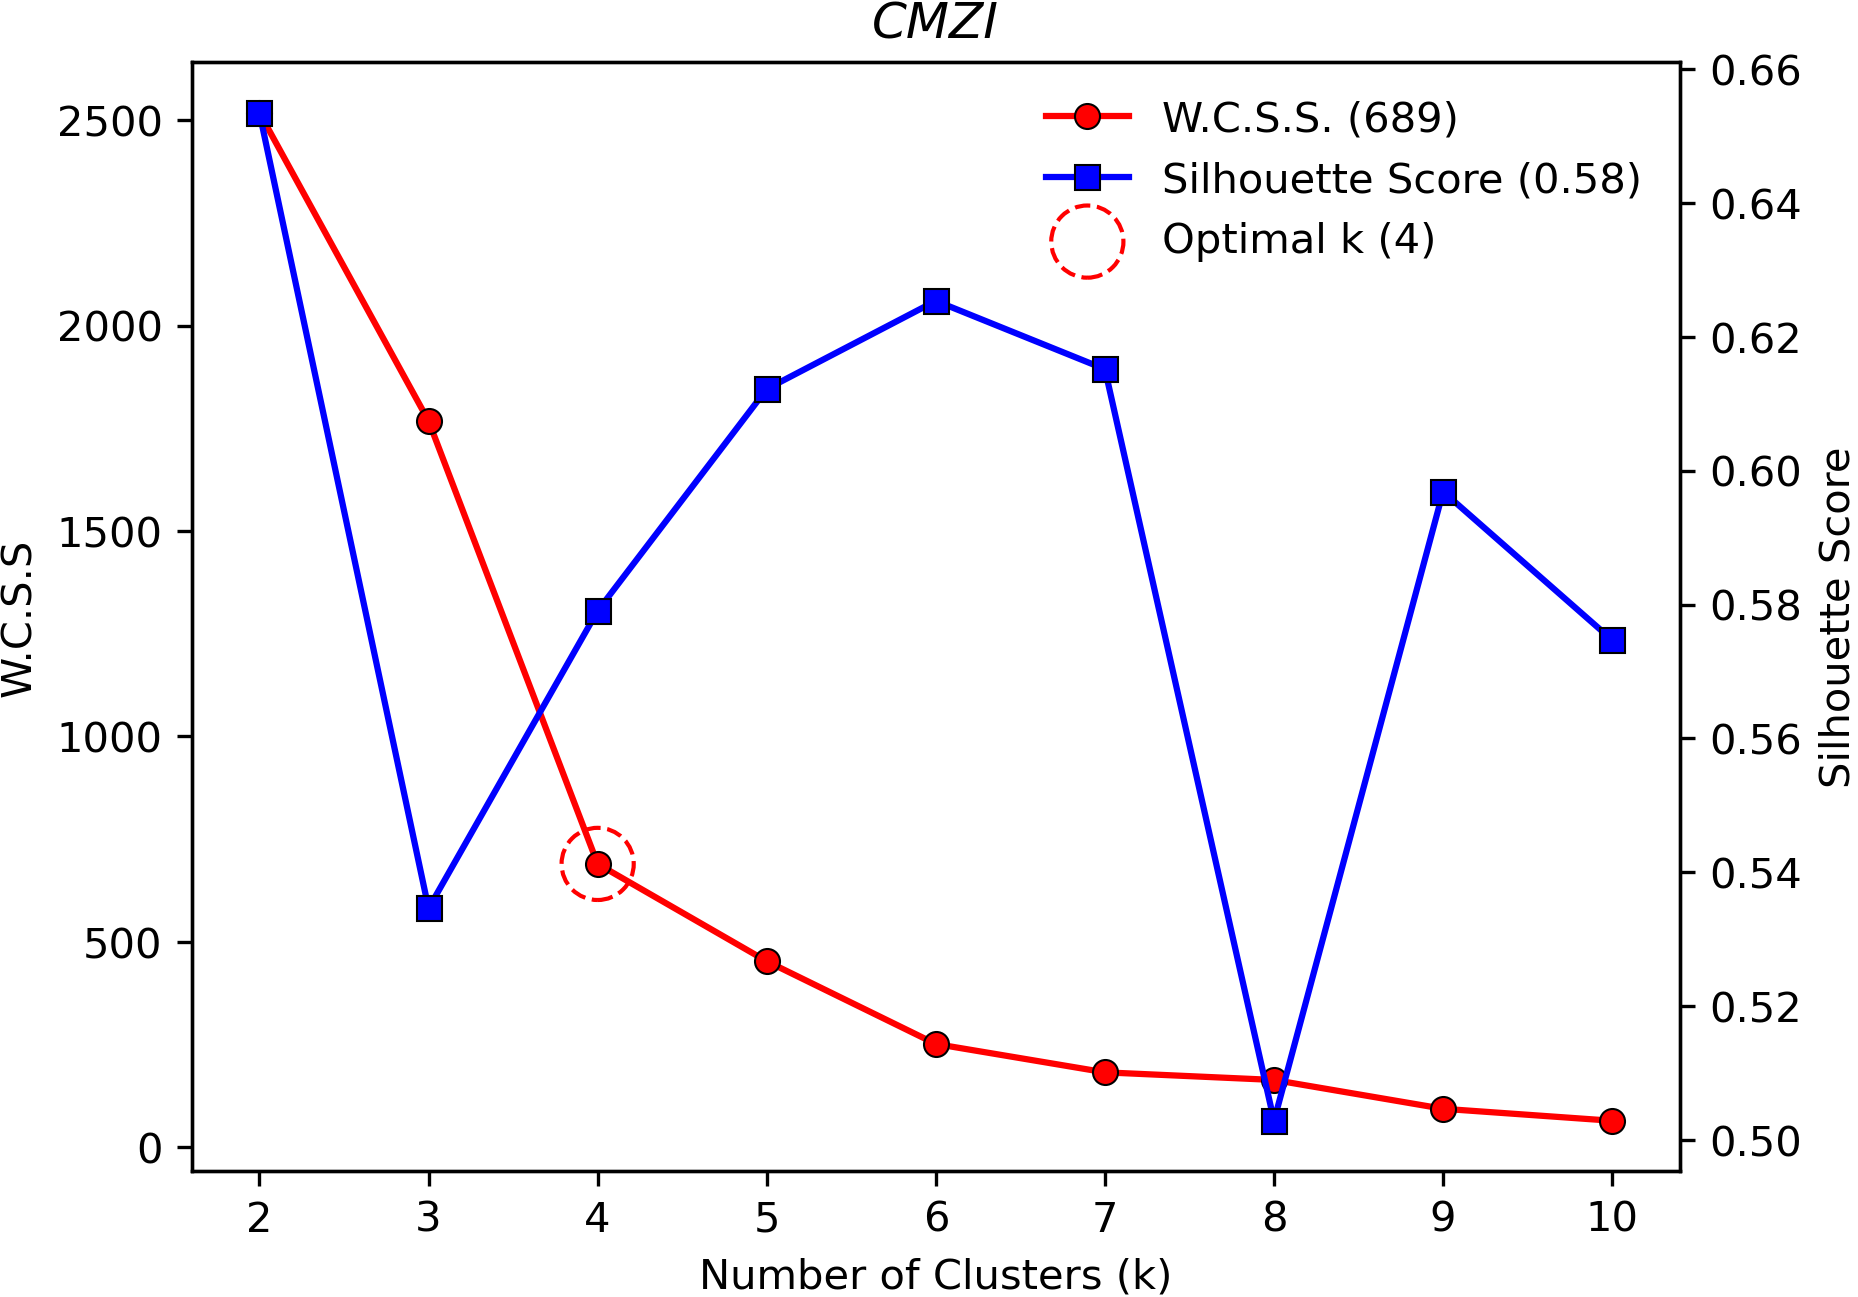 CMZI
W.C.S.S. (689)
Silhouette Score (0.58)
Optimal k (4)
2500
2000
1500
1000
500
0
W.C.S.S
0.66
0.64
0.62
0.60
0.58
0.56
0.54
0.52
0.50
Silhouette Score
2 3 4 5 6 7 8 9 10
Number of Clusters (k)